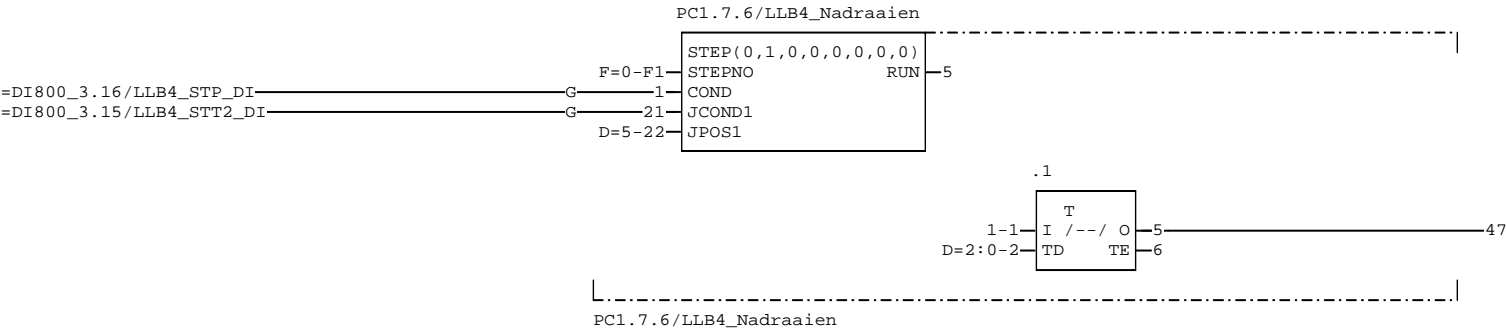 PC1.7.6/LLB4_Nadraaien
STEP(0,1,0,0,0,0,0,0)
F=0-F1 STEPNO RUN 5
=DI800_3.16/LLB4_STP_DI G 1 COND
=DI800_3.15/LLB4_STT2_DI G 21 JCOND1
D=5-22 JPOS1
.1
T
1-1 I /--/ O 5 47
D=2:0-2 TD TE 6
PC1.7.6/LLB4_Nadraaien